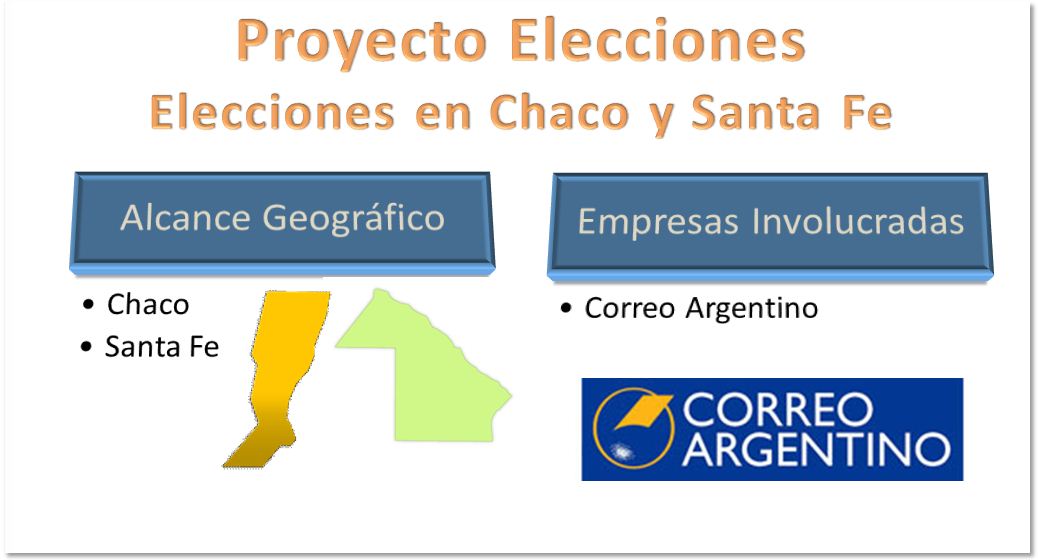 Proyecto Elecciones
Elecciones en Chaco y Santa Fe
Alcance Geográfico
• Chaco
• Santa Fe
Empresas Involucradas
• Correo Argentino
CORREO
ARGENTINO